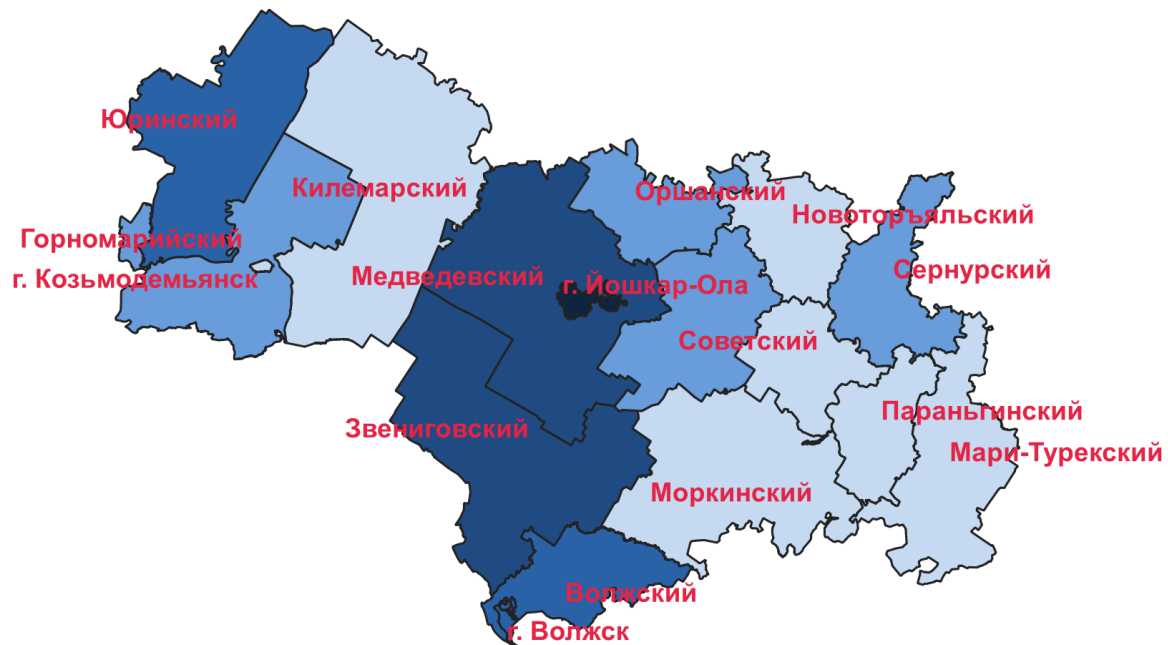 Юринский
Килемарский
Оршанский
Новоторъяльский
Горномарийский
Сернурский
г. Козьмодемьянск
Медведевский
г. Йошкар-Ола
Советский
Параньгинский
Звениговский
Мари-Турекский
Моркинский
Волжский
г. Волжск